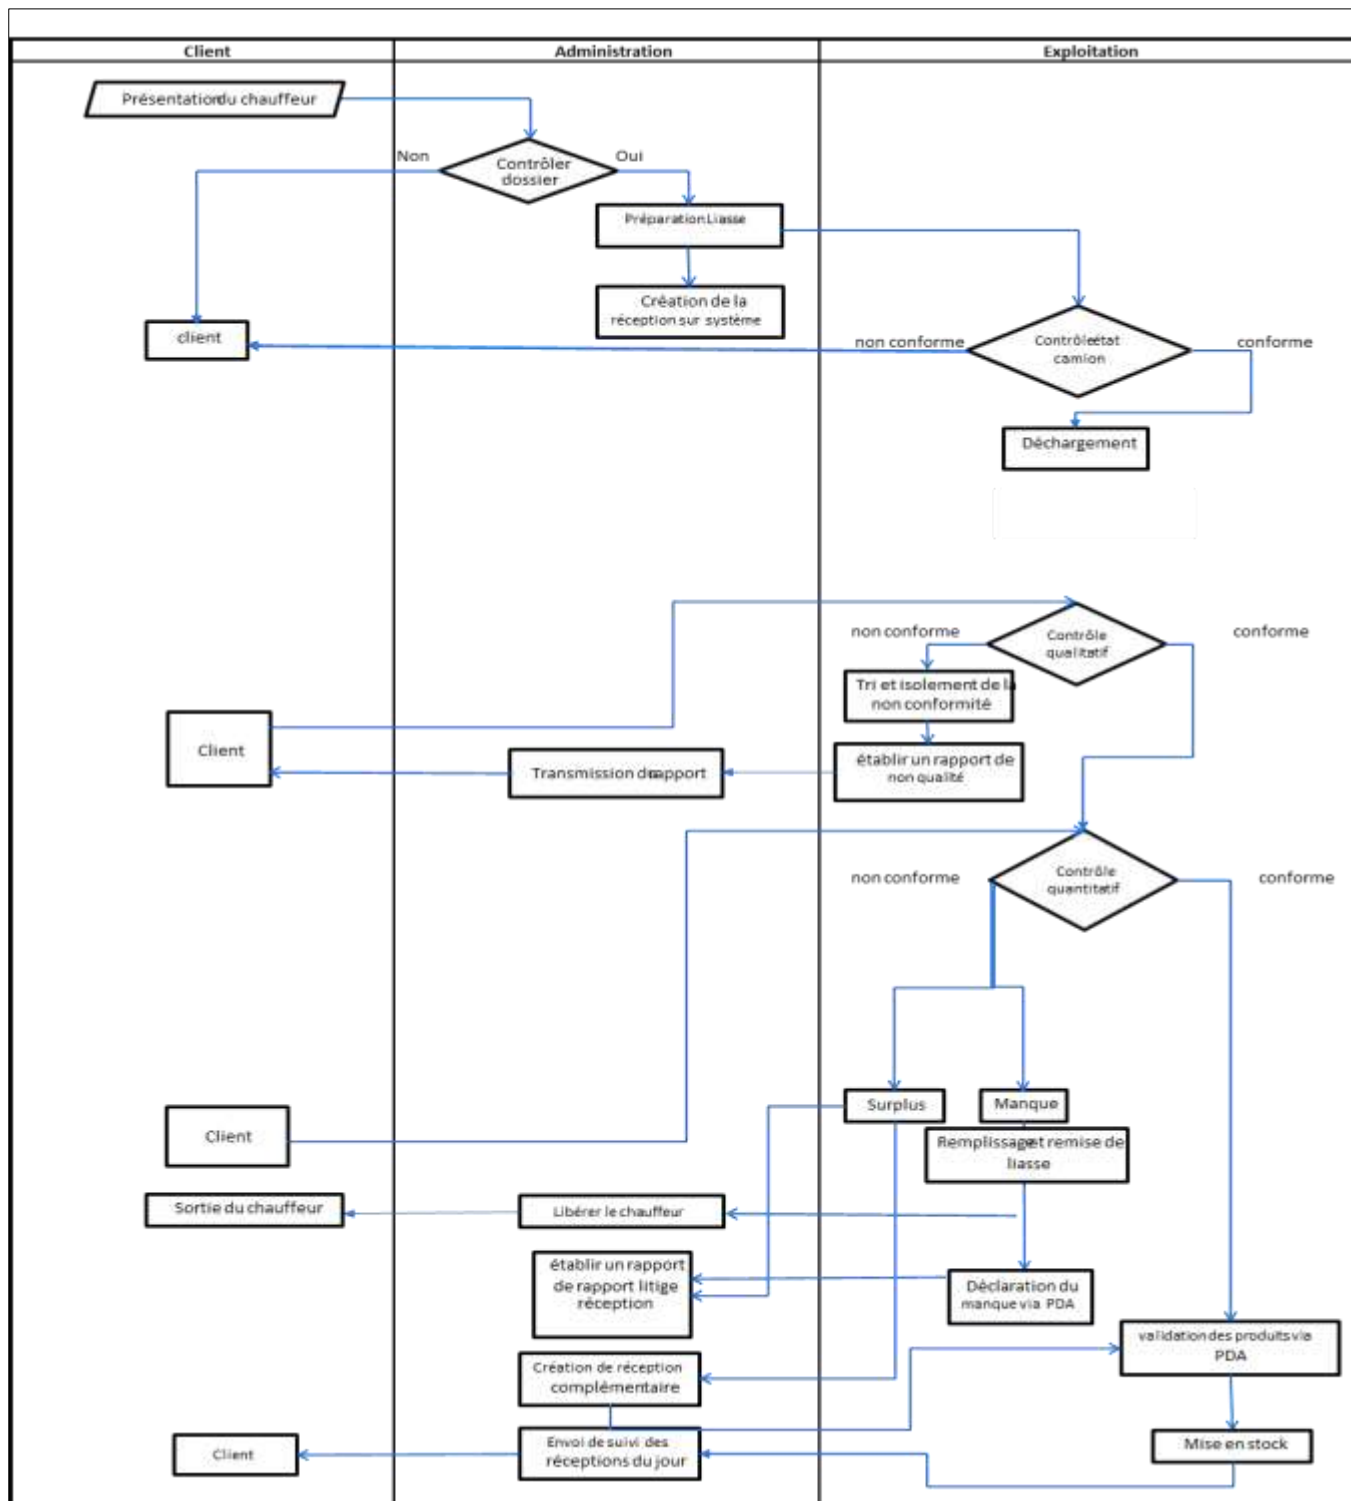 Client
Administration
Exploitation
Présentation du chauffeur
Non
Oui
Contrôler
dossier
Préparation Liasse
Création de la
réception sur système
client
non conforme
Contrôle état
camion
conforme
Déchargement
non conforme
Contrôle
qualitatif
conforme
Tri et isolement de la
non conformité
Client
Transmission du rapport
établir un rapport de
non qualité
non conforme
Contrôle
quantitatif
conforme
Surplus
Manque
Client
Remplissage et remise de
liasse
Sortie du chauffeur
Libérer le chauffeur
établir un rapport
de rapport litige
réception
Déclaration du
manque via PDA
validation des produits via
PDA
Création de réception
complémentaire
Client
Envoi de suivi des
réceptions du jour
Mise en stock